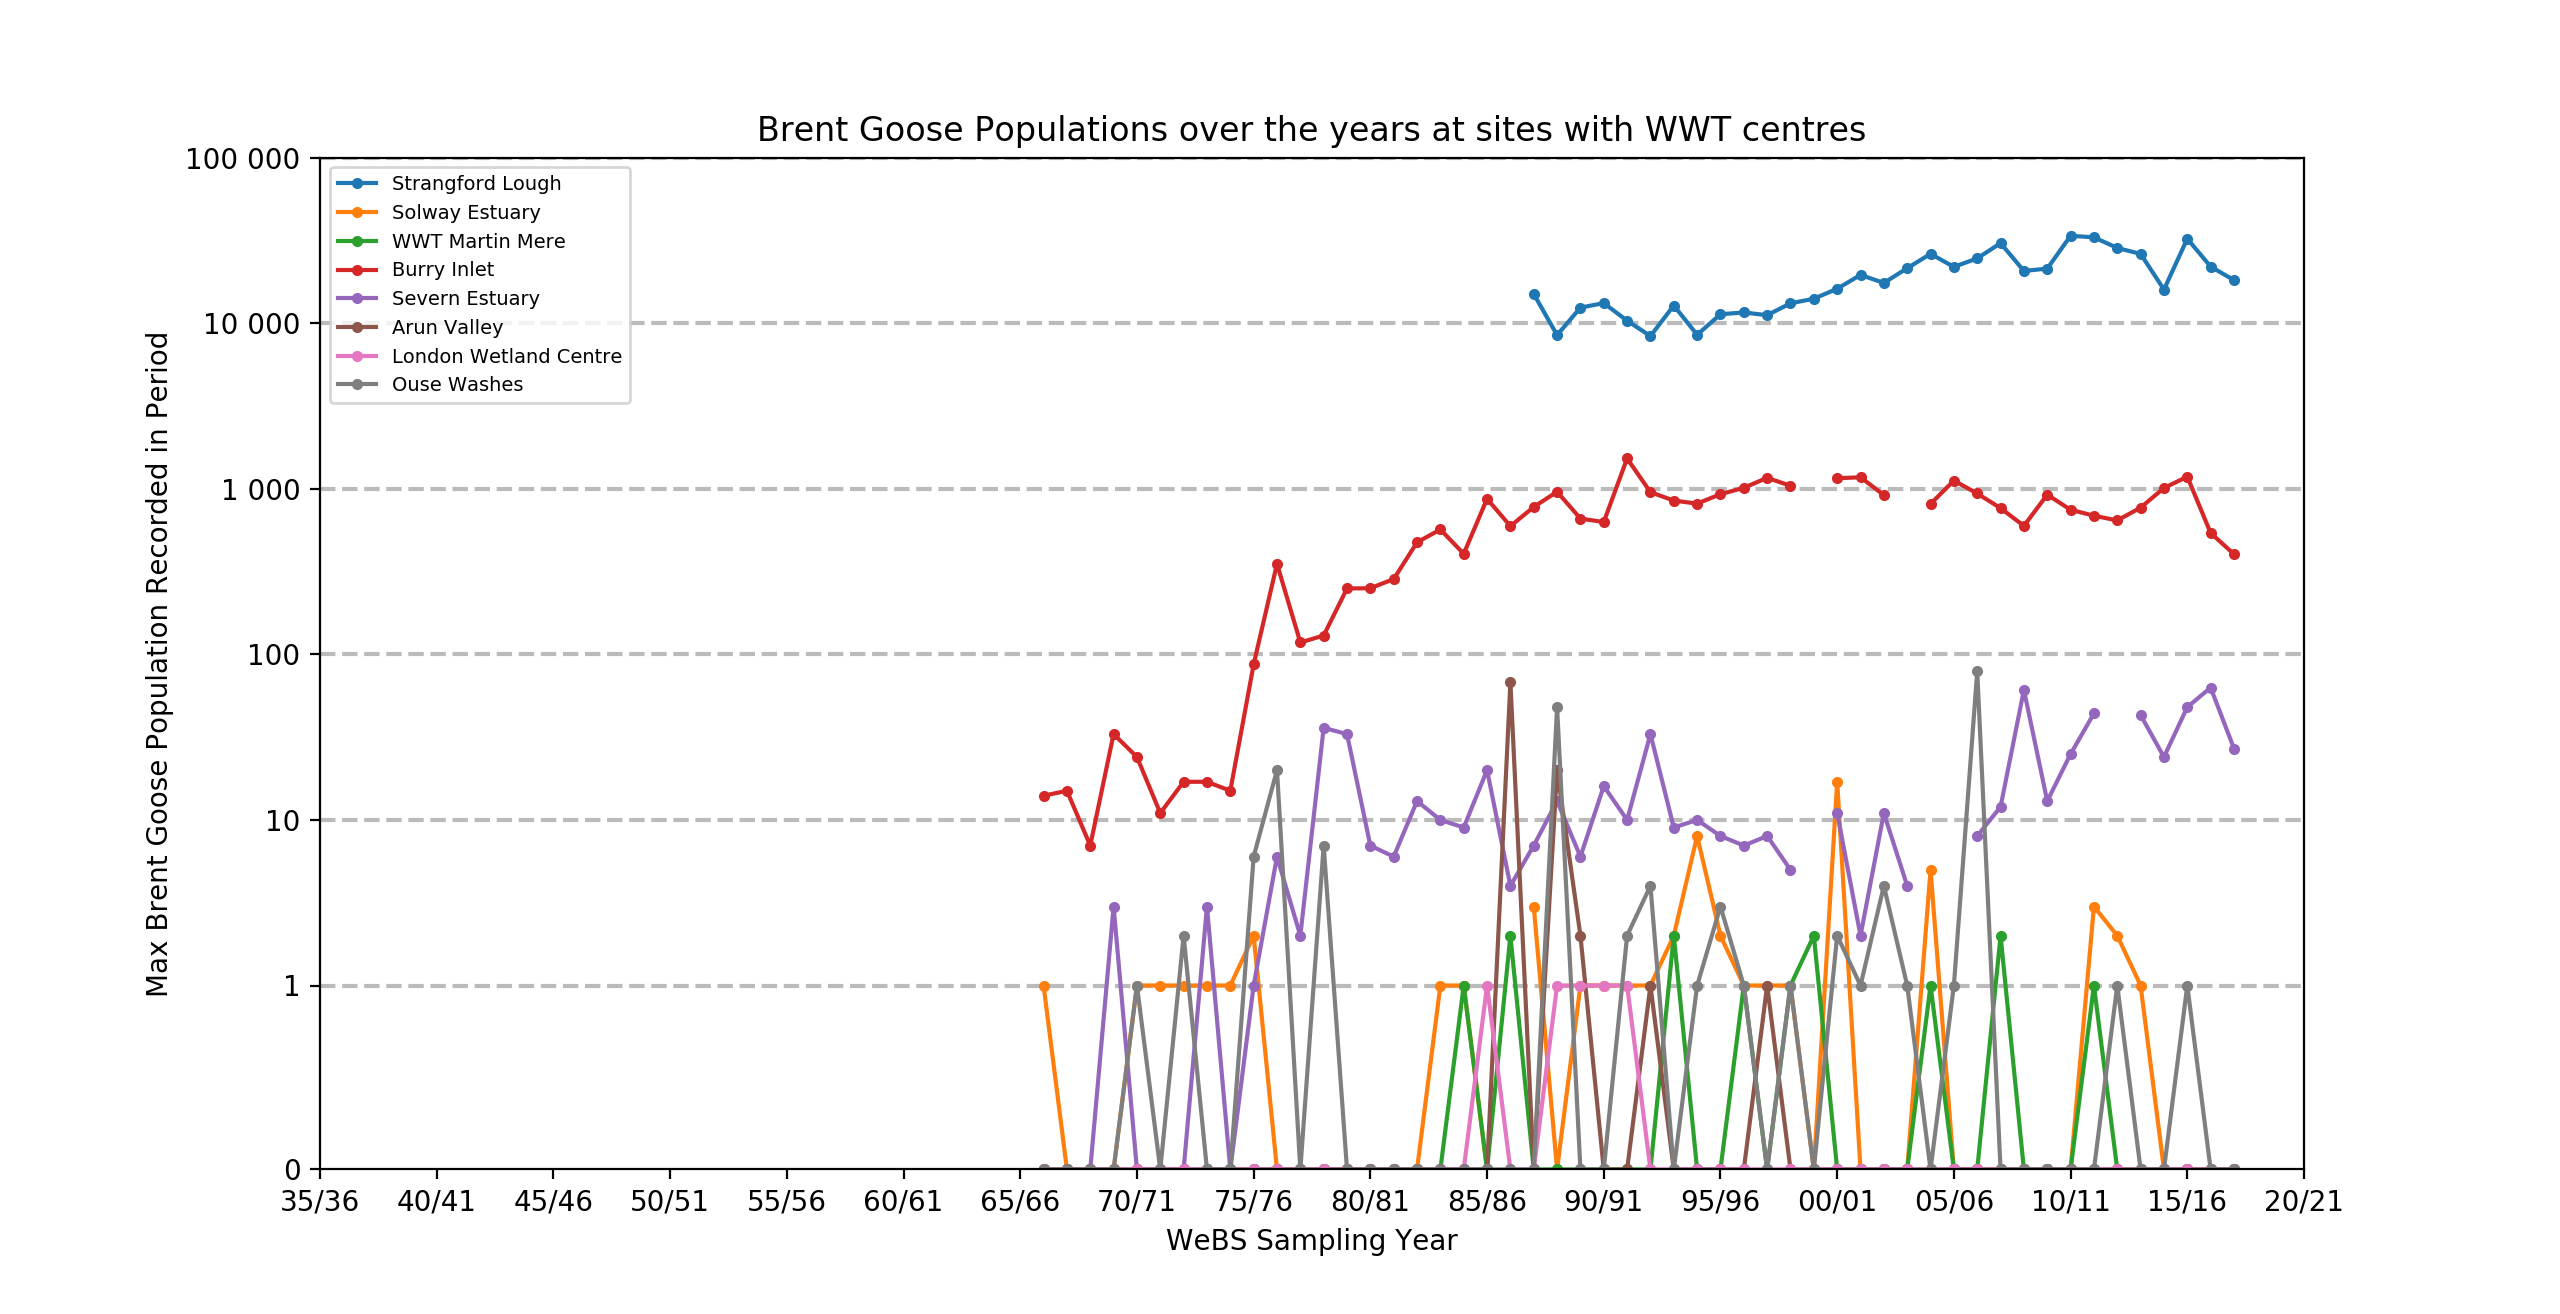 Brent Goose Populations over the years at sites with WWT centres
100 000
10 000
1 000
100
10
1
0
Max Brent Goose Population Recorded in Period
Strangford Lough
Solway Estuary
WWT Martin Mere
Burry Inlet
Severn Estuary
Arun Valley
London Wetland Centre
Ouse Washes
35/36 40/41 45/46 50/51 55/56 60/61 65/66 70/71 75/76 80/81 85/86 90/91 95/96 00/01 05/06 10/11 15/16 20/21
WeBS Sampling Year